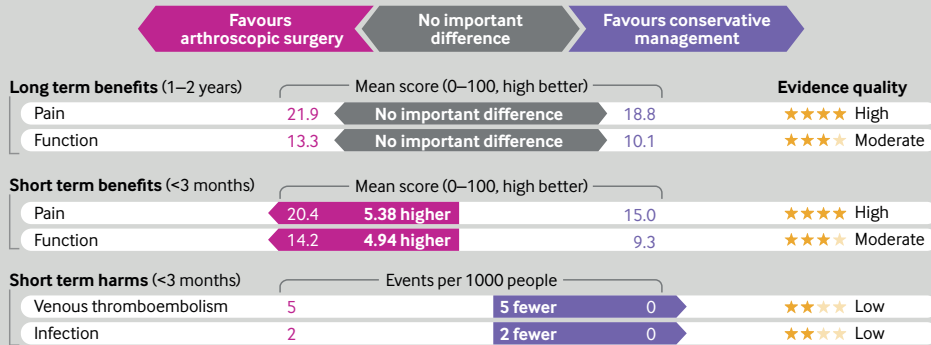 Favours arthroscopic surgery
No important difference
Favours conservative management
Long term benefits (1–2 years) Mean score (0–100, high better) Evidence quality
Pain 21.9 No important difference 18.8 High
Function 13.3 No important difference 10.1 Moderate
Short term benefits (<3 months) Mean score (0–100, high better)
Pain 20.4 5.38 higher 15.0 High
Function 14.2 4.94 higher 9.3 Moderate
Short term harms (<3 months) Events per 1000 people
Venous thromboembolism 5 5 fewer 0 Low
Infection 2 2 fewer 0 Low